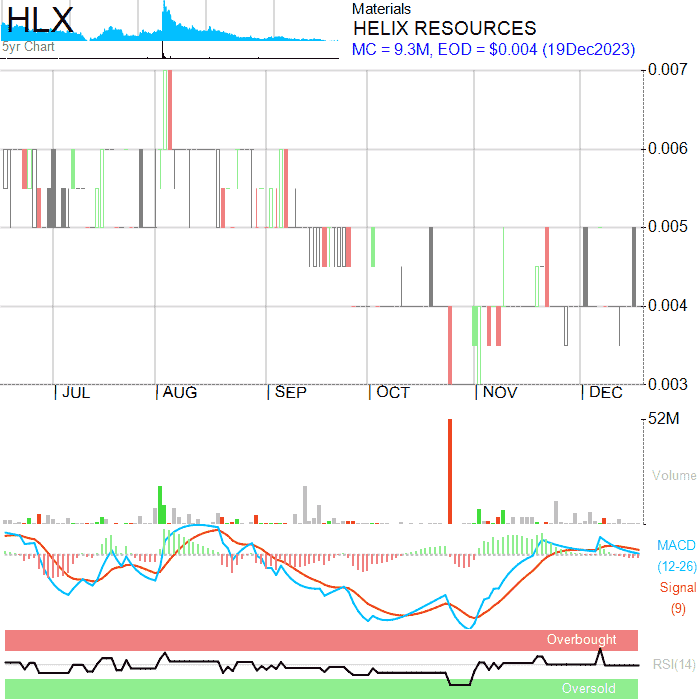 HLX
5yr Chart
Materials
HELIX RESOURCES
MC = 9.3M, EOD = $0.004 (19Dec2023)
0.007
0.006
0.005
0.004
0.003
JUL AUG SEP OCT NOV DEC
52M
Volume
MACD
(12-26)
Signal
(9)
Overbought
RSI(14)
Oversold